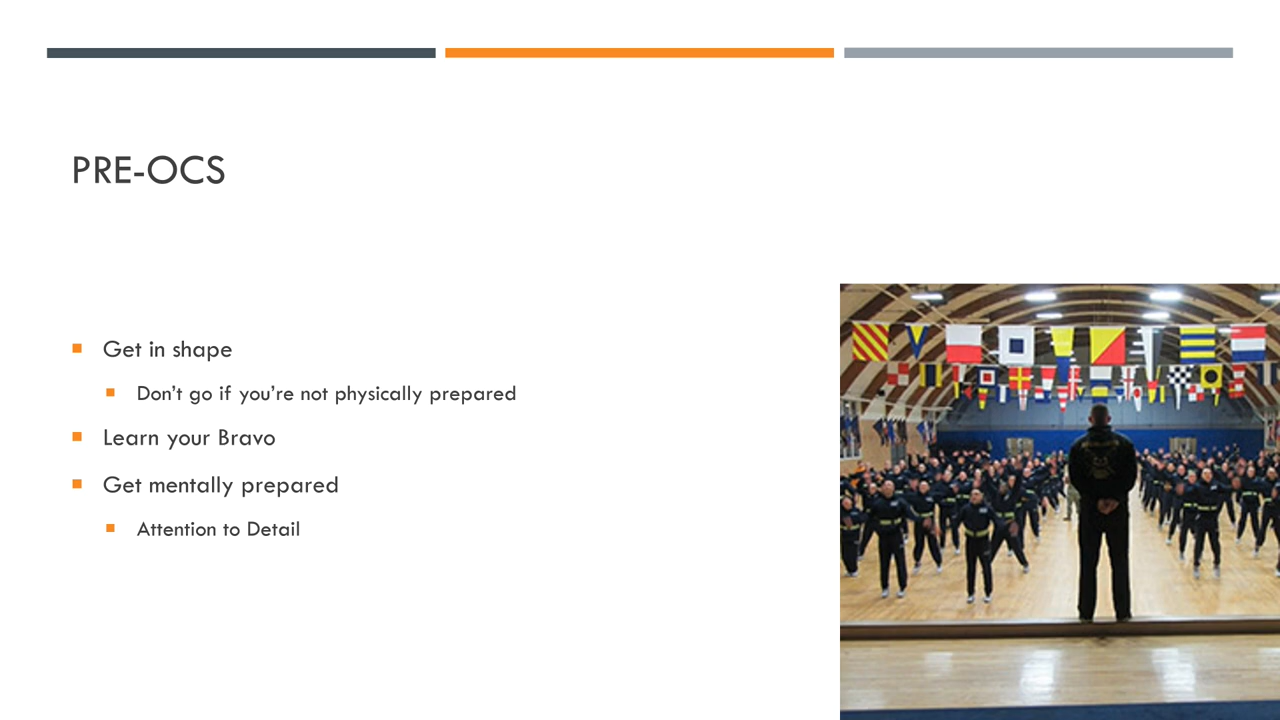 PRE-OCS
Get in shape
Don’t go if you’re not physically prepared
Learn your Bravo
Get mentally prepared
Attention to Detail